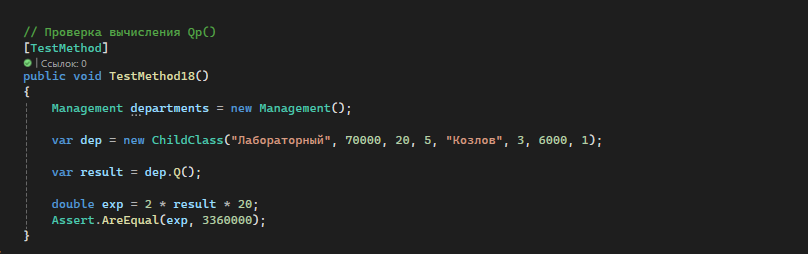 // Проверка вычисления Qp()
[TestMethod]
| Ссылок: 0
public void TestMethod18()
{
Management departments = new Management();
var dep = new ChildClass("Лабораторный", 70000, 20, 5, "Козлов", 3, 6000, 1);
var result = dep.Q();
double exp = 2 * result * 20;
Assert.AreEqual(exp, 3360000);
}